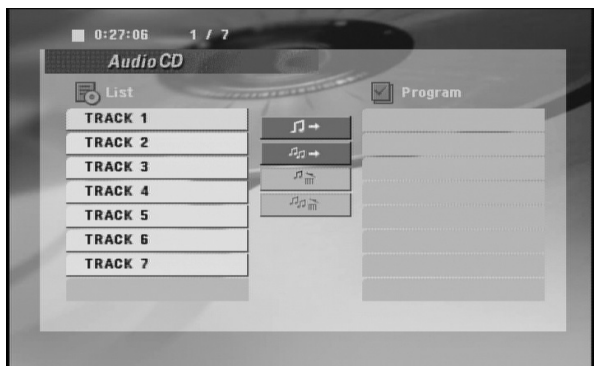 0:27:06 1 / 7
Audio CD
List
Program
TRACK 1
TRACK 2
TRACK 3
TRACK 4
TRACK 5
TRACK 6
TRACK 7